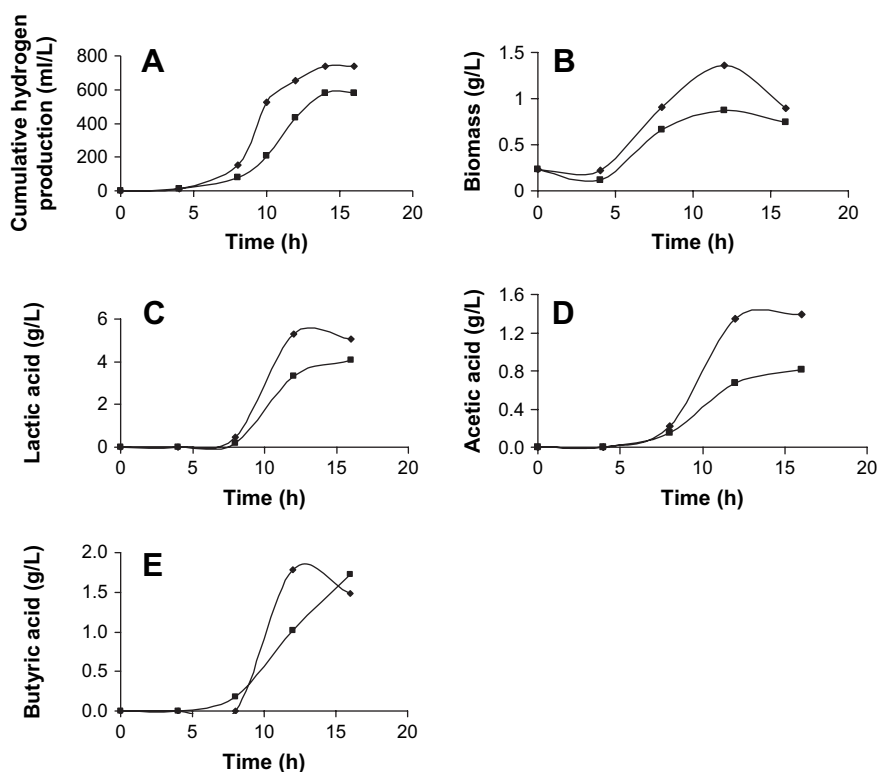 A
Cumulative hydrogen
production (ml/L)
800
600
400
200
0
0 5 10 15 20
Time (h)
B
Biomass (g/L)
1.5
1
0.5
0
0 5 10 15 20
Time (h)
C
Lactic acid (g/L)
6
4
2
0
0 5 10 15 20
Time (h)
D
Acetic acid (g/L)
1.6
1.2
0.8
0.4
0.0
0 5 10 15 20
Time (h)
E
Butyric acid (g/L)
2.0
1.5
1.0
0.5
0.0
0 5 10 15 20
Time (h)